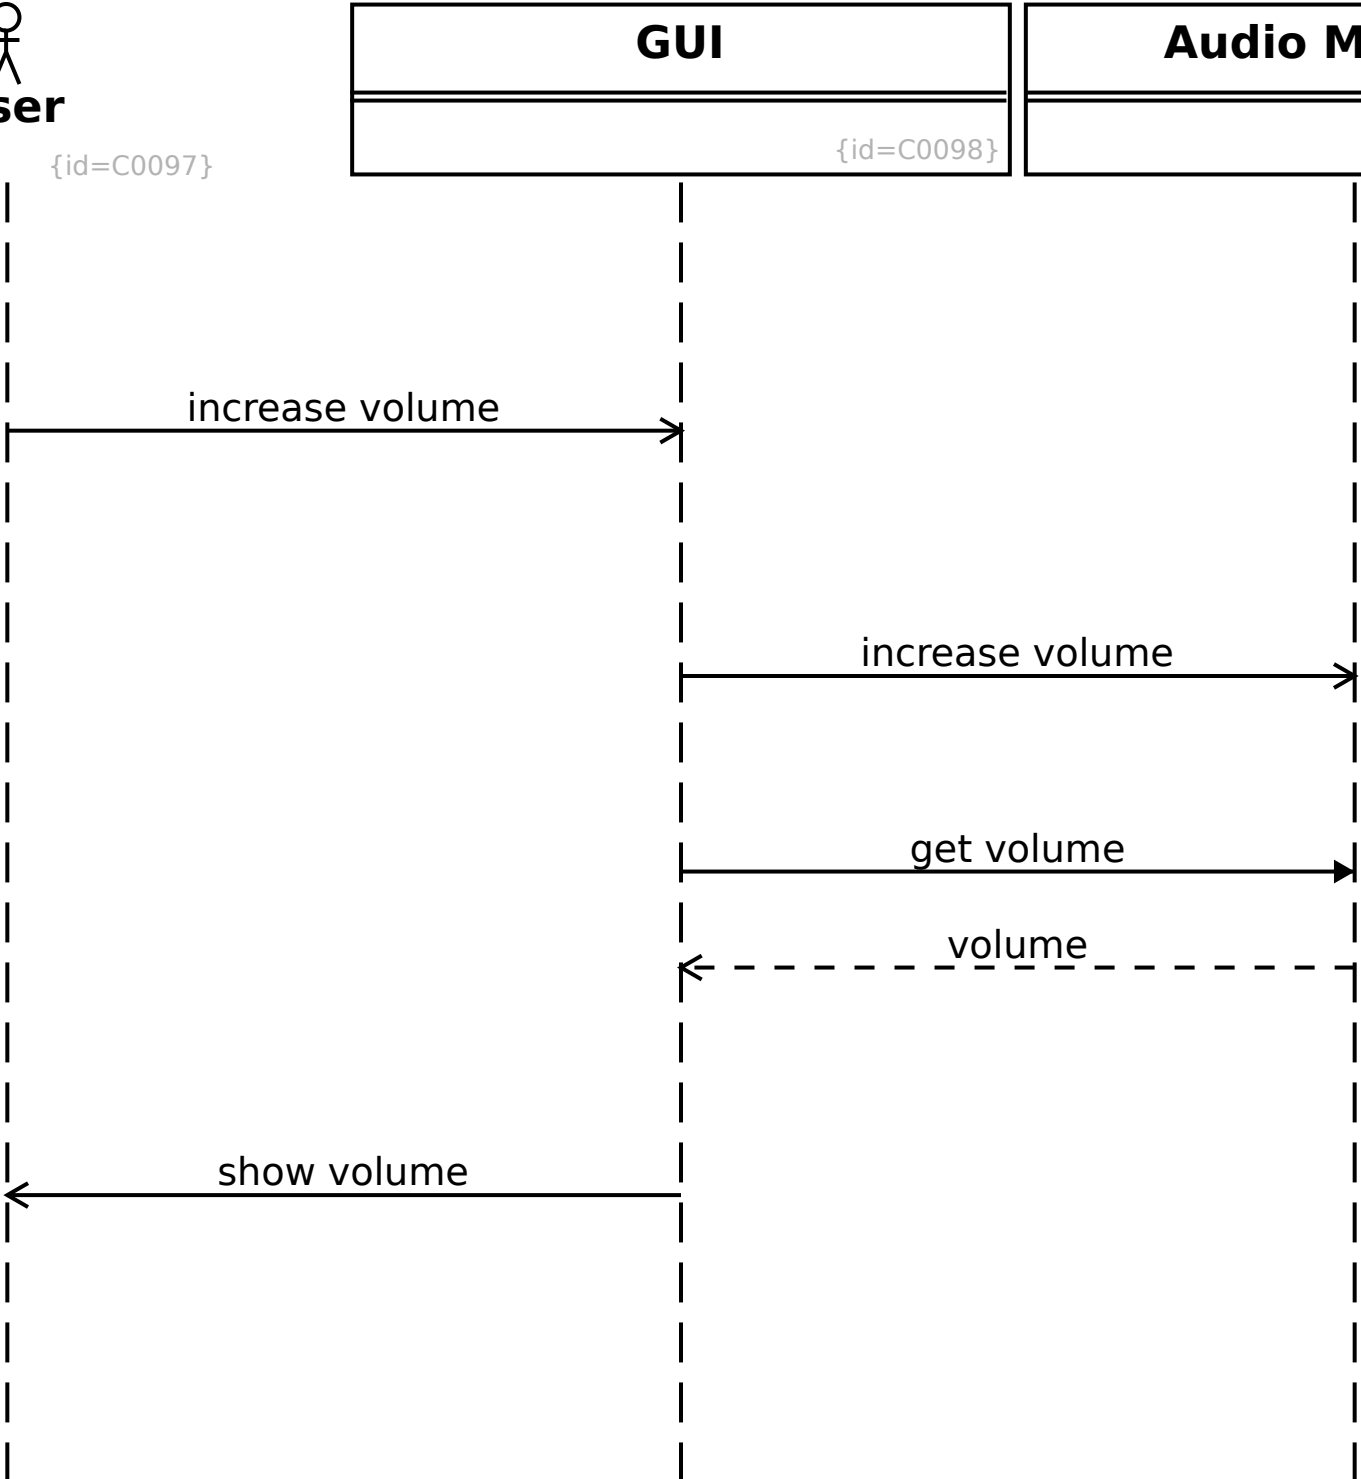 GUI
Audio M
ser
{id=C0097}
{id=C0098}
increase volume
increase volume
get volume
volume
show volume